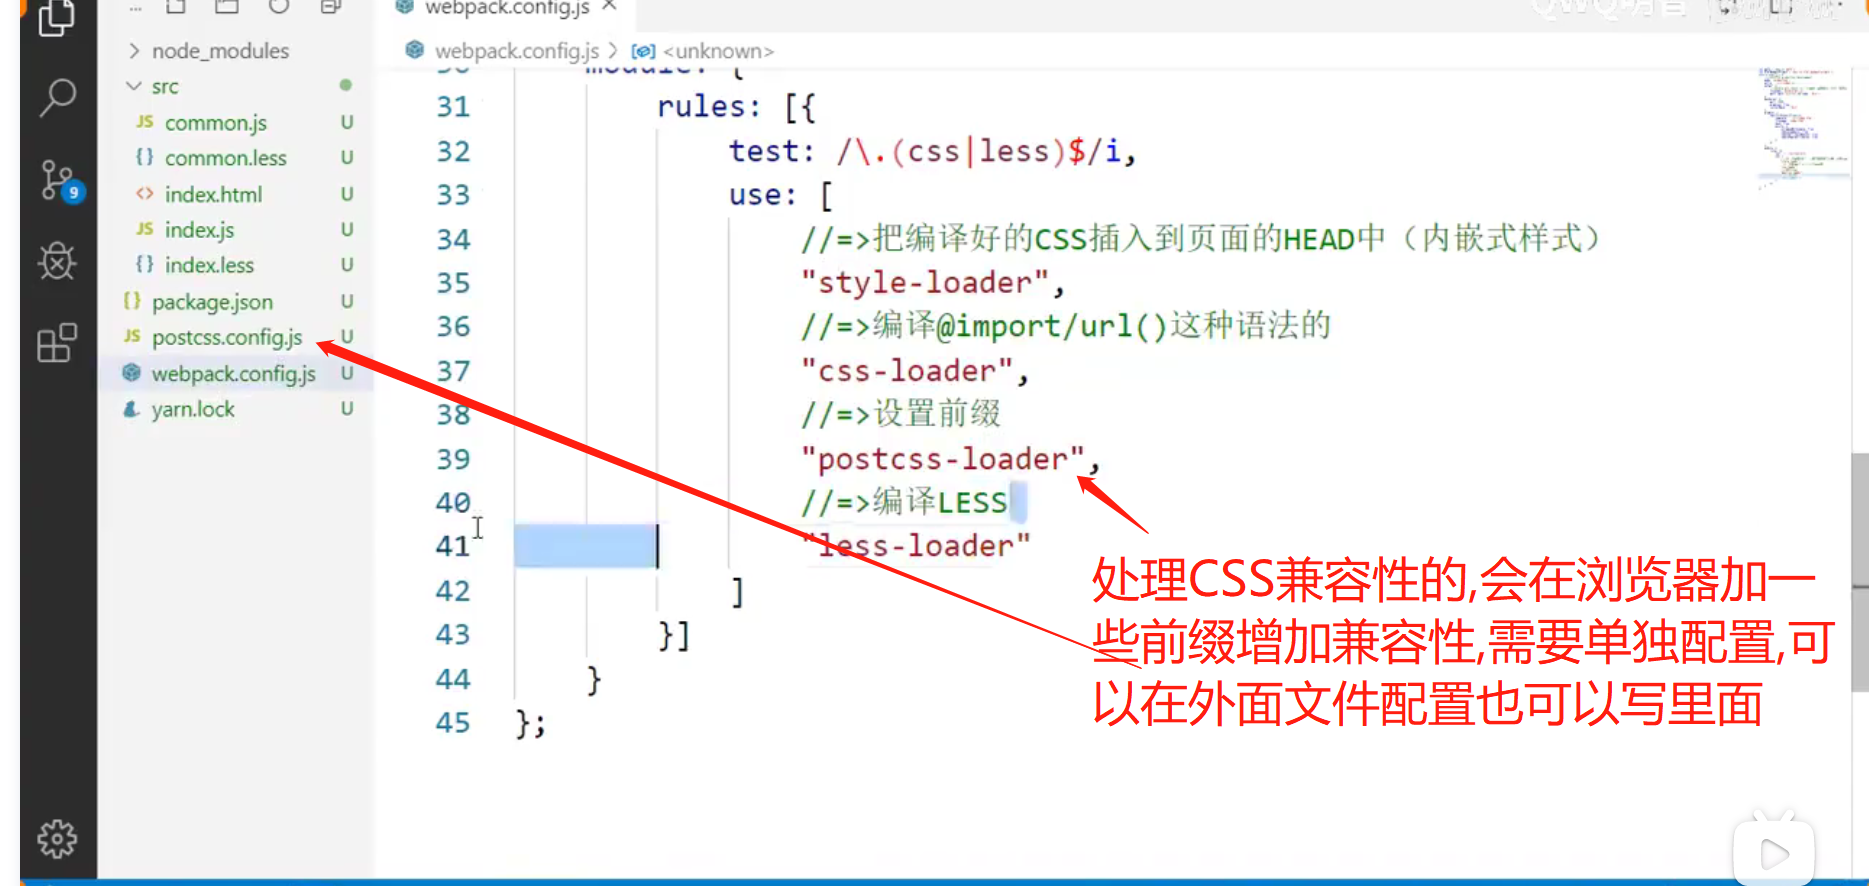 webpack.config.js ×
node_modules
src
JS common.js U
{} common.less U
<> index.html U
JS index.js U
{} index.less U
{} package.json U
JS postcss.config.js U
webpack.config.js U
yarn.lock U
9
webpack.config.js > <unknown>
31 rules: [{
32 test: /\.(css|less)$/i,
33 use: [
34 //=>把编译好的CSS插入到页面的HEAD中（内嵌式样式）
35 "style-loader",
36 //=>编译@import/url()这种语法的
37 "css-loader",
38 //=>设置前缀
39 "postcss-loader",
40 //=>编译LESS
41 "less-loader"
42 ]
43 }]
44 }
45 };
处理CSS兼容性的,会在浏览器加一
些前缀增加兼容性,需要单独配置,可
以在外面文件配置也可以写里面